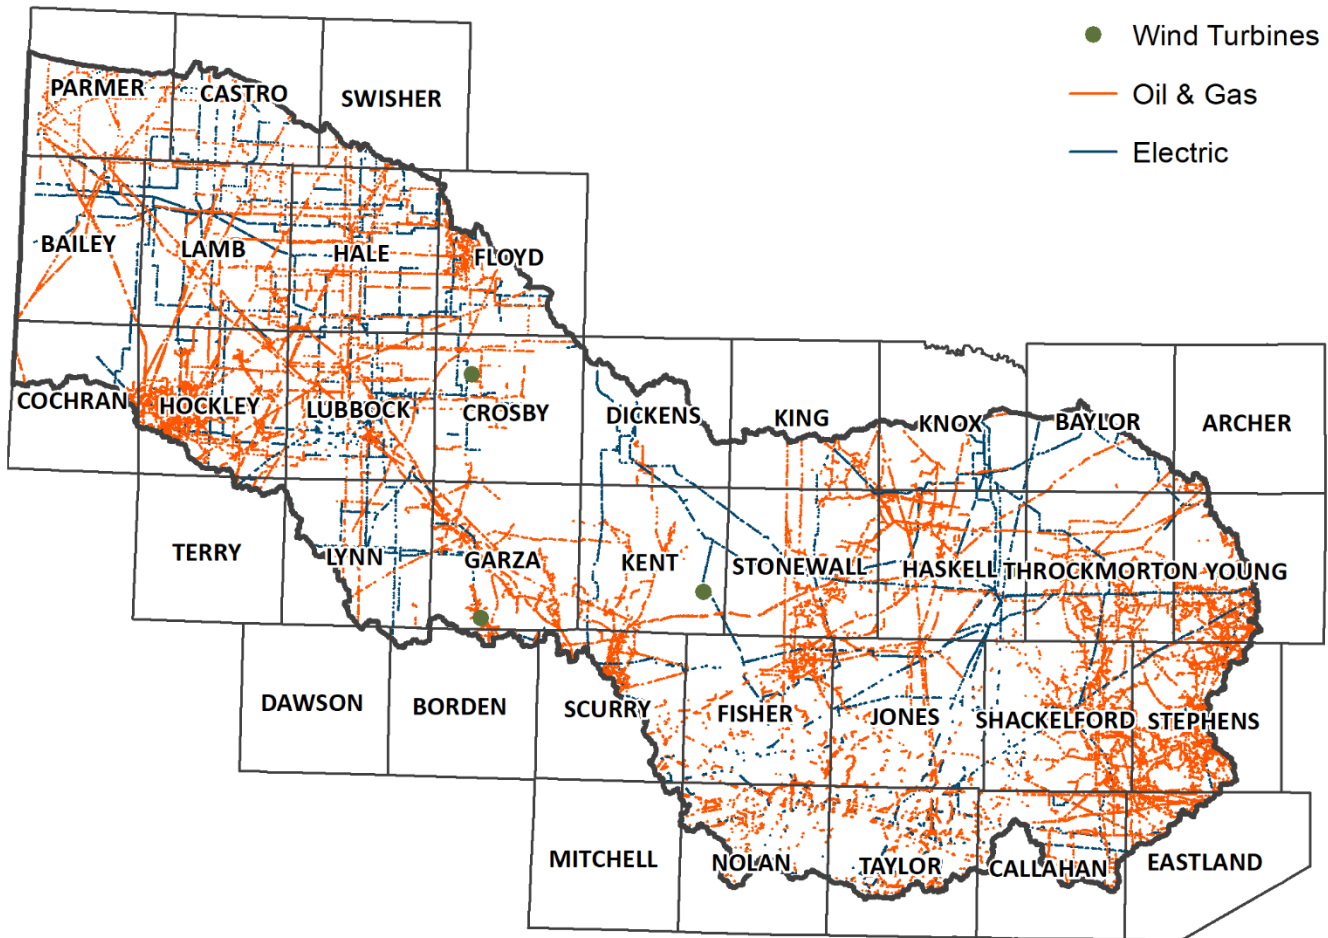 Wind Turbines
Oil & Gas
Electric
PARMER
CASTRO
SWISHER
BAILEY
LAMB
HALE
FLOYD
COCHRAN
HOCKLEY
LUBBOCK
CROSBY
DICKENS
KING
KNOX
BAYLOR
ARCHER
TERRY
LYNN
GARZA
KENT
STONEWALL
HASKELL
THROCKMORTON
YOUNG
DAWSON
BORDEN
SCURRY
FISHER
JONES
SHACKELFORD
STEPHENS
MITCHELL
NOLAN
TAYLOR
CALLAHAN
EASTLAND